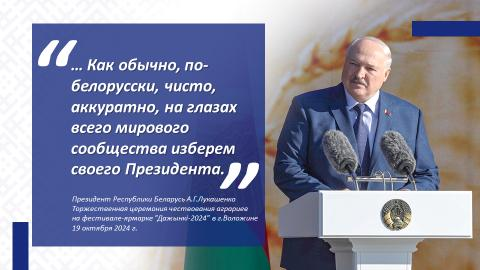 “
... Как обычно, по-
белорусски, чисто,
аккуратно, на глазах
всего мирового
сообщества изберем
своего Президента.
”
Президент Республики Беларусь А.Г.Лукашенко
Торжественная церемония чествования аграриев
на фестивале-ярмарке "Дажынкi-2024" в г.Воложине
19 октября 2024 г.